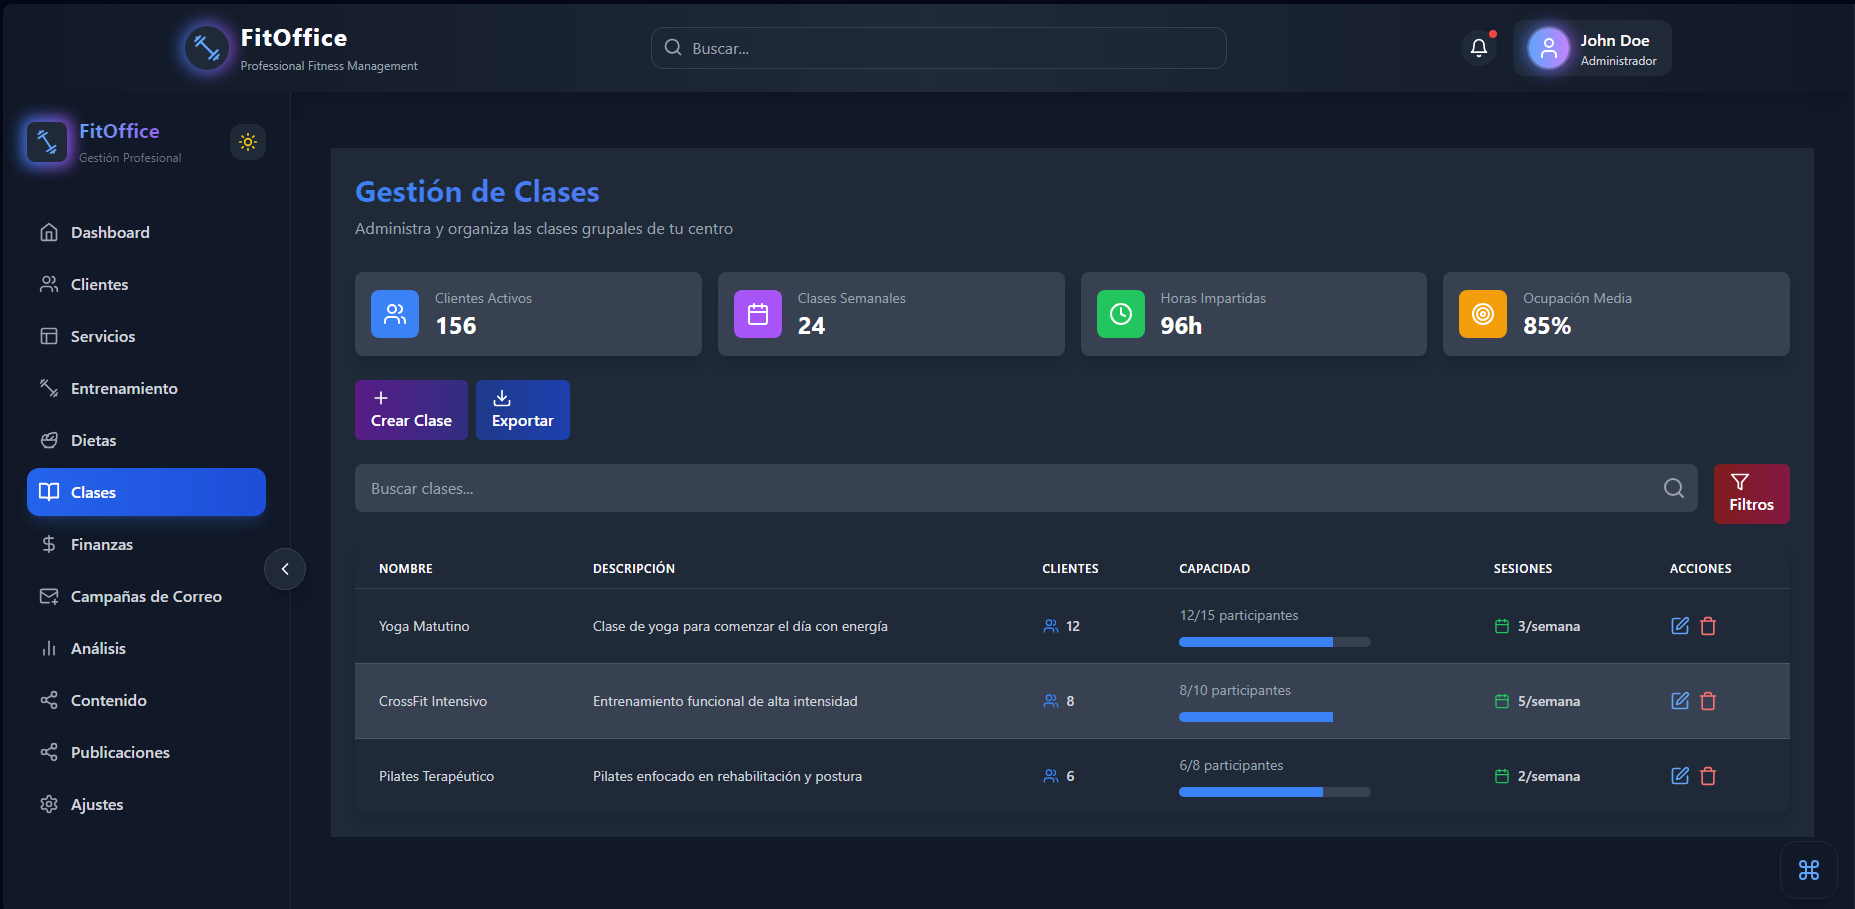 FitOffice
Professional Fitness Management
Buscar...
John Doe
Administrador
FitOffice
Gestión Profesional
Dashboard
Clientes
Servicios
Entrenamiento
Dietas
Clases
Finanzas
Campañas de Correo
Análisis
Contenido
Publicaciones
Ajustes
Gestión de Clases
Administra y organiza las clases grupales de tu centro
Clientes Activos
156
Clases Semanales
24
Horas Impartidas
96h
Ocupación Media
85%
Crear Clase
Exportar
Buscar clases...
Filtros
NOMBRE DESCRIPCIÓN CLIENTES CAPACIDAD SESIONES ACCIONES
Yoga Matutino Clase de yoga para comenzar el día con energía 12 12/15 participantes 3/semana
CrossFit Intensivo Entrenamiento funcional de alta intensidad 8 8/10 participantes 5/semana
Pilates Terapéutico Pilates enfocado en rehabilitación y postura 6 6/8 participantes 2/semana